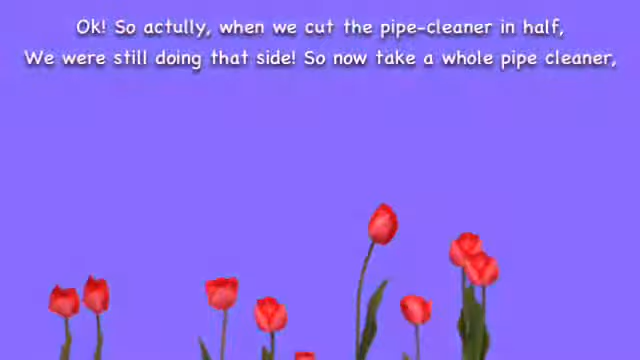 Ok! So actully, when we cut the pipe-cleaner in half,
We were still doing that side! So now take a whole pipe cleaner,